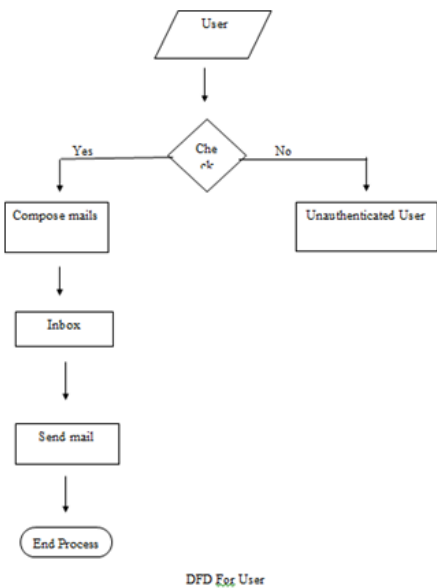 User
Yes
Che
ck
No
Compose mails
Unauthenticated User
Inbox
Send mail
End Process
DFD For User